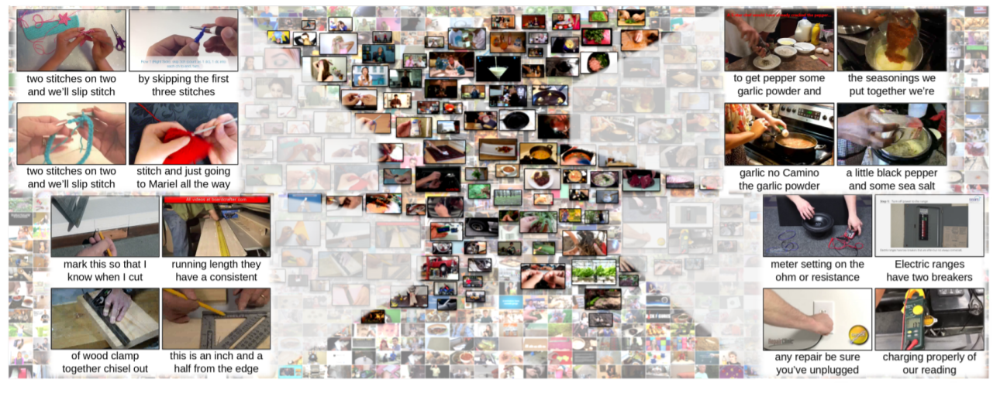 two stitches on two
and we'll slip stitch
by skipping the first
three stitches
two stitches on two
and we'll slip stitch
stitch and just going
to Mariel all the way
to get pepper some
garlic powder and
the seasonings we
put together we're
garlic no Camino
the garlic powder
a little black pepper
and some sea salt
All videos at boardcrafter.com
mark this so that I
know when I cut
running length they
have a consistent
of wood clamp
together chisel out
this is an inch and a
half from the edge
meter setting on the
ohm or resistance
Electric ranges
have two breakers
any repair be sure
you've unplugged
charging properly of
our reading